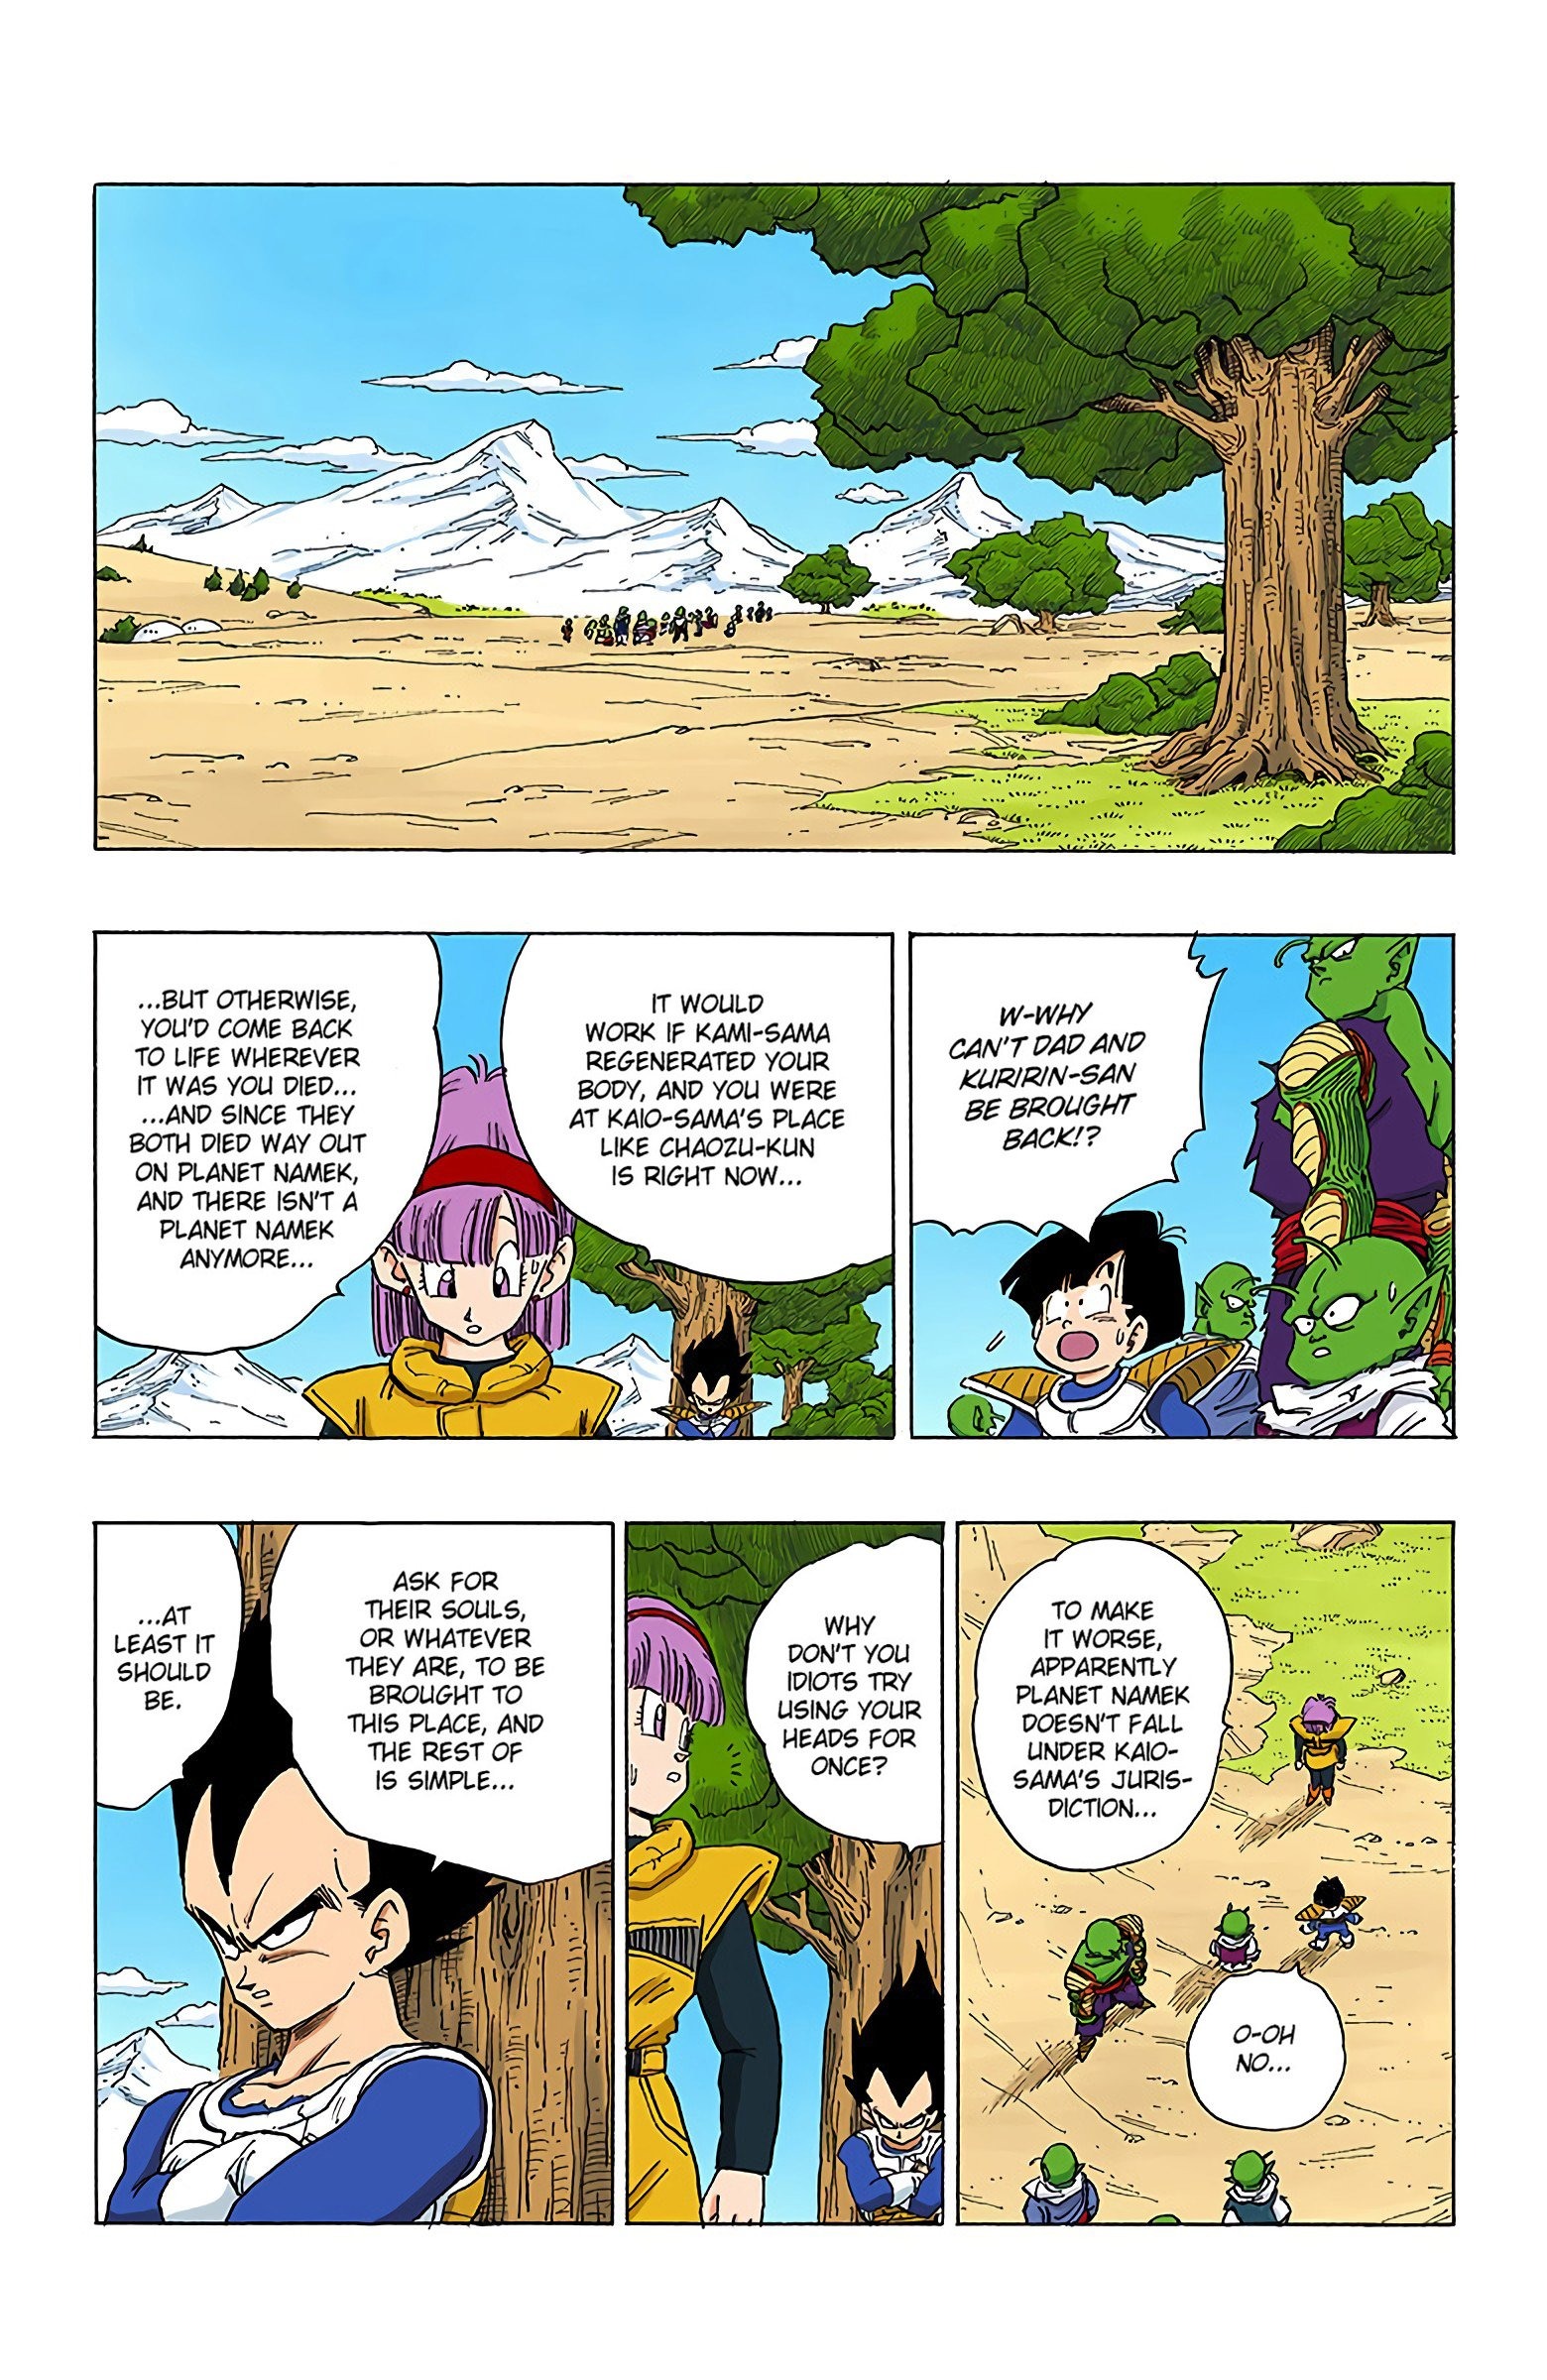 W-WHY
CAN'T DAD AND
KURIRIN-SAN
BE BROUGHT
BACK!?
IT WOULD
WORK IF KAMI-SAMA
REGENERATED YOUR
BODY, AND YOU WERE
AT KAIO-SAMA'S PLACE
LIKE CHAOZU-KUN
IS RIGHT NOW...
...BUT OTHERWISE,
YOU'D COME BACK
TO LIFE WHEREVER
IT WAS YOU DIED...
...AND SINCE THEY
BOTH DIED WAY OUT
ON PLANET NAMEK,
AND THERE ISN'T A
PLANET NAMEK
ANYMORE...
TO MAKE
IT WORSE,
APPARENTLY
PLANET NAMEK
DOESN'T FALL
UNDER KAIO-
SAMA'S JURIS-
DICTION...
O-OH
NO...
WHY
DON'T YOU
IDIOTS TRY
USING YOUR
HEADS FOR
ONCE?
ASK FOR
THEIR SOULS,
OR WHATEVER
THEY ARE, TO BE
BROUGHT TO
THIS PLACE, AND
THE REST OF
IS SIMPLE...
...AT
LEAST IT
SHOULD
BE.